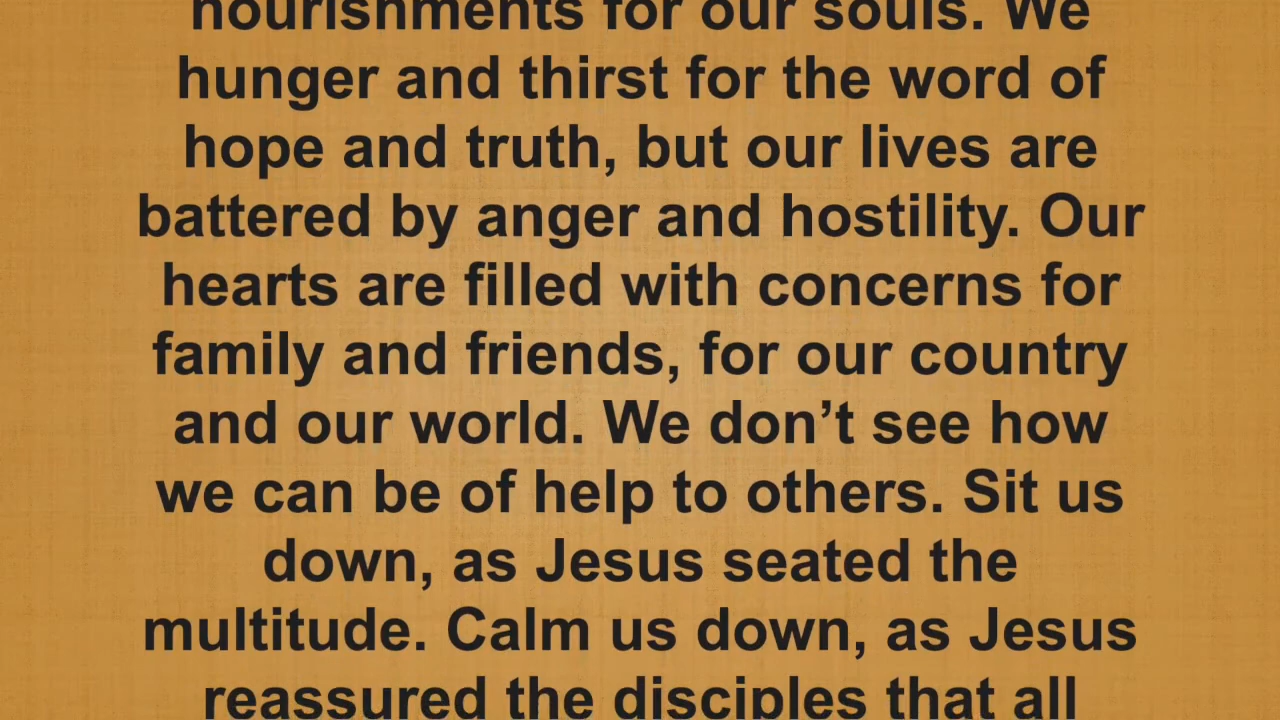 nourishments for our souls. We
hunger and thirst for the word of
hope and truth, but our lives are
battered by anger and hostility. Our
hearts are filled with concerns for
family and friends, for our country
and our world. We don’t see how
we can be of help to others. Sit us
down, as Jesus seated the
multitude. Calm us down, as Jesus
reassured the disciples that all